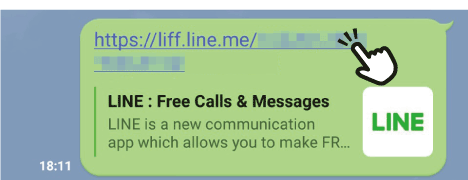 https://liff.line.me/
LINE : Free Calls & Messages
LINE is a new communication
app which allows you to make FR...
LINE
18:11